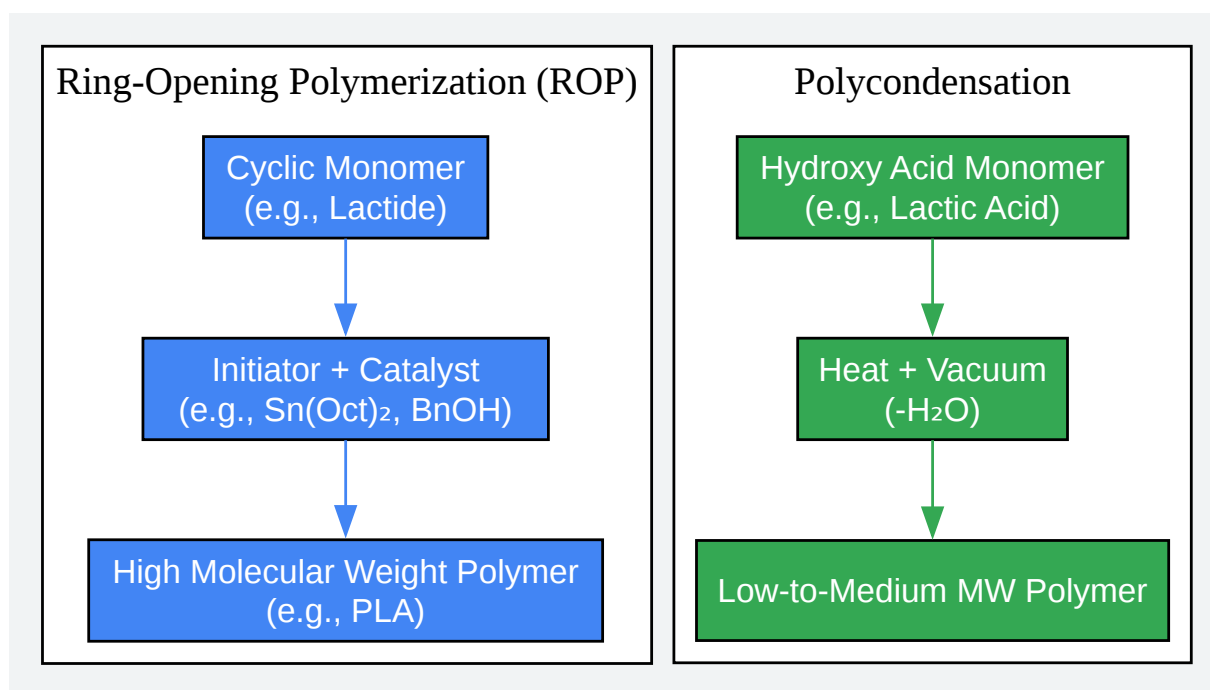 Ring-Opening Polymerization (ROP)
Cyclic Monomer
(e.g., Lactide)
Initiator + Catalyst
(e.g., Sn(Oct)₂, BnOH)
High Molecular Weight Polymer
(e.g., PLA)
Polycondensation
Hydroxy Acid Monomer
(e.g., Lactic Acid)
Heat + Vacuum
(-H₂O)
Low-to-Medium MW Polymer